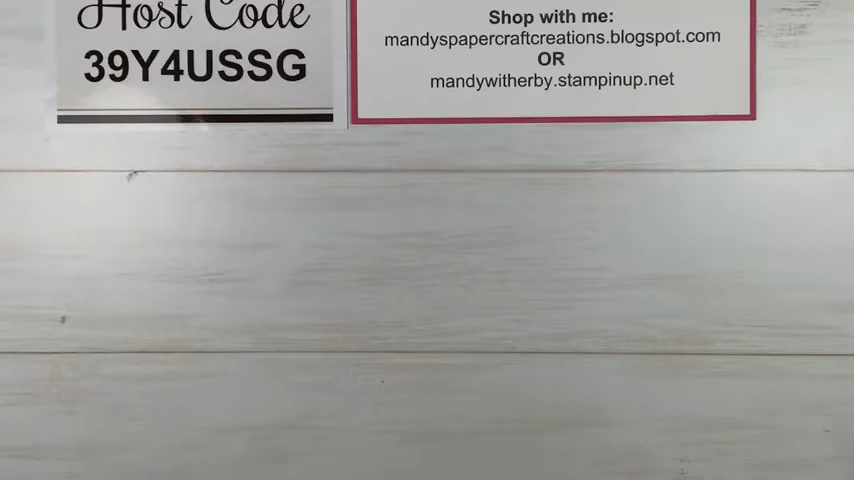 Host Code
39Y4USSG
Shop with me:
mandyspapercraftcreations.blogspot.com
OR
mandywitherby.stampinup.net